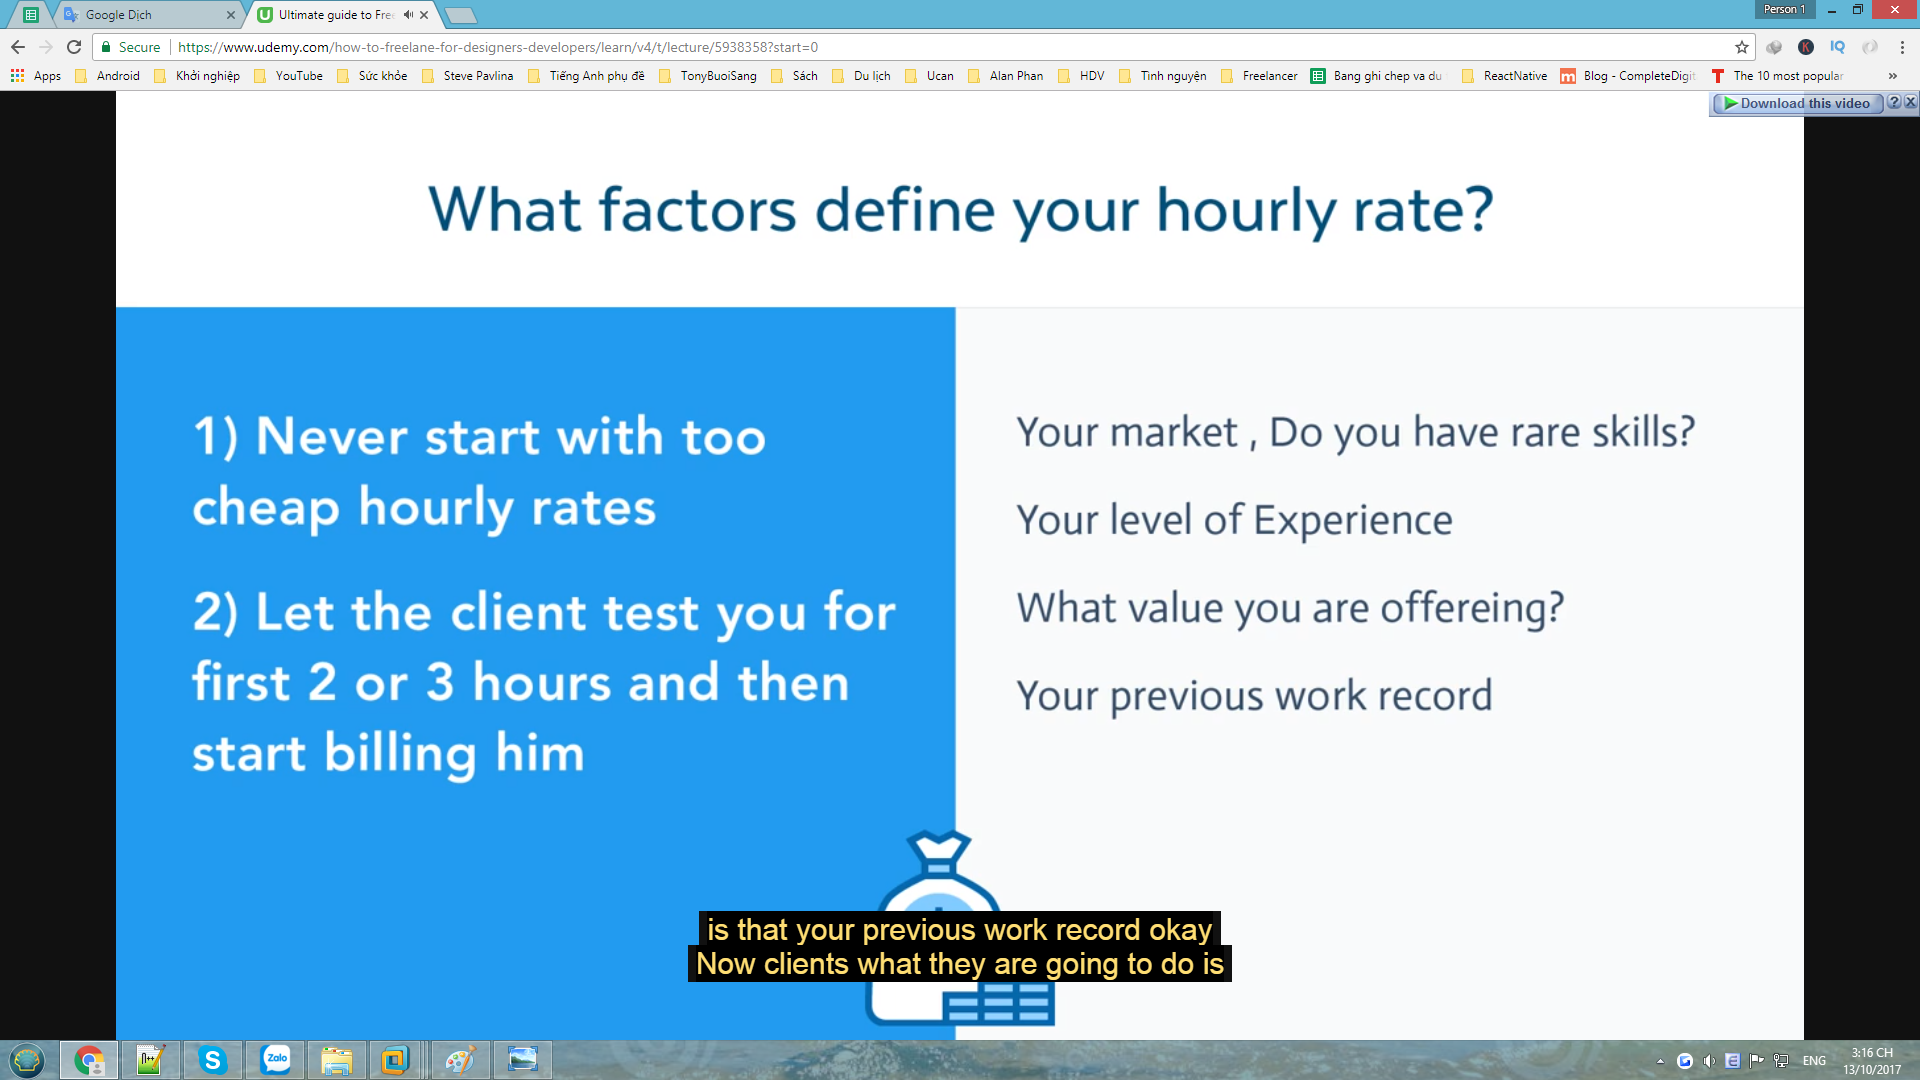 Google Dịch
Ultimate guide to Free
Person 1
Secure
https://www.udemy.com/how-to-freelane-for-designers-developers/learn/v4/t/lecture/5938358?start=0
Apps Android Khởi nghiệp YouTube Sức khỏe Steve Pavlina Tiếng Anh phụ đề TonyBuoiSang Sách Du lịch Ucan Alan Phan HDV Tình nguyện Freelancer Bang ghi chep va du ReactNative Blog - CompleteDigit The 10 most popular »
Download this video
What factors define your hourly rate?
1) Never start with too
cheap hourly rates
2) Let the client test you for
first 2 or 3 hours and then
start billing him
Your market , Do you have rare skills?
Your level of Experience
What value you are offereing?
Your previous work record
is that your previous work record okay
Now clients what they are going to do is
Zalo
ENG
3:16 CH
13/10/2017